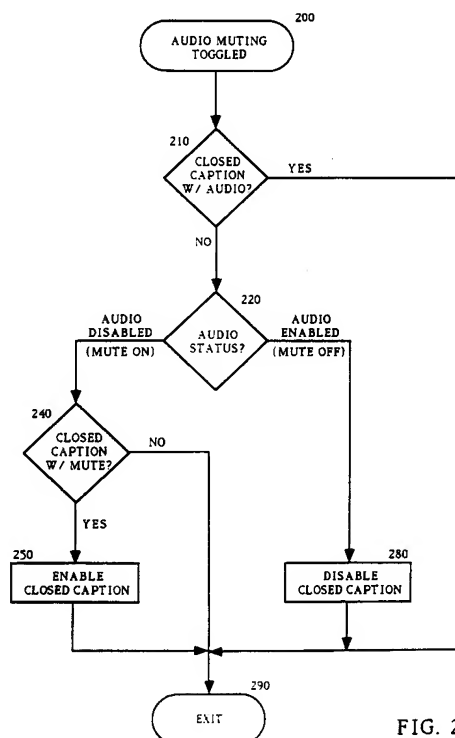 200
AUDIO MUTING
TOGGLED
210
CLOSED
CAPTION
W/ AUDIO?
YES
NO
220
AUDIO
STATUS?
AUDIO
DISABLED
(MUTE ON)
AUDIO
ENABLED
(MUTE OFF)
240
CLOSED
CAPTION
W/ MUTE?
NO
YES
250
ENABLE
CLOSED CAPTION
280
DISABLE
CLOSED CAPTION
290
EXIT
FIG. 2